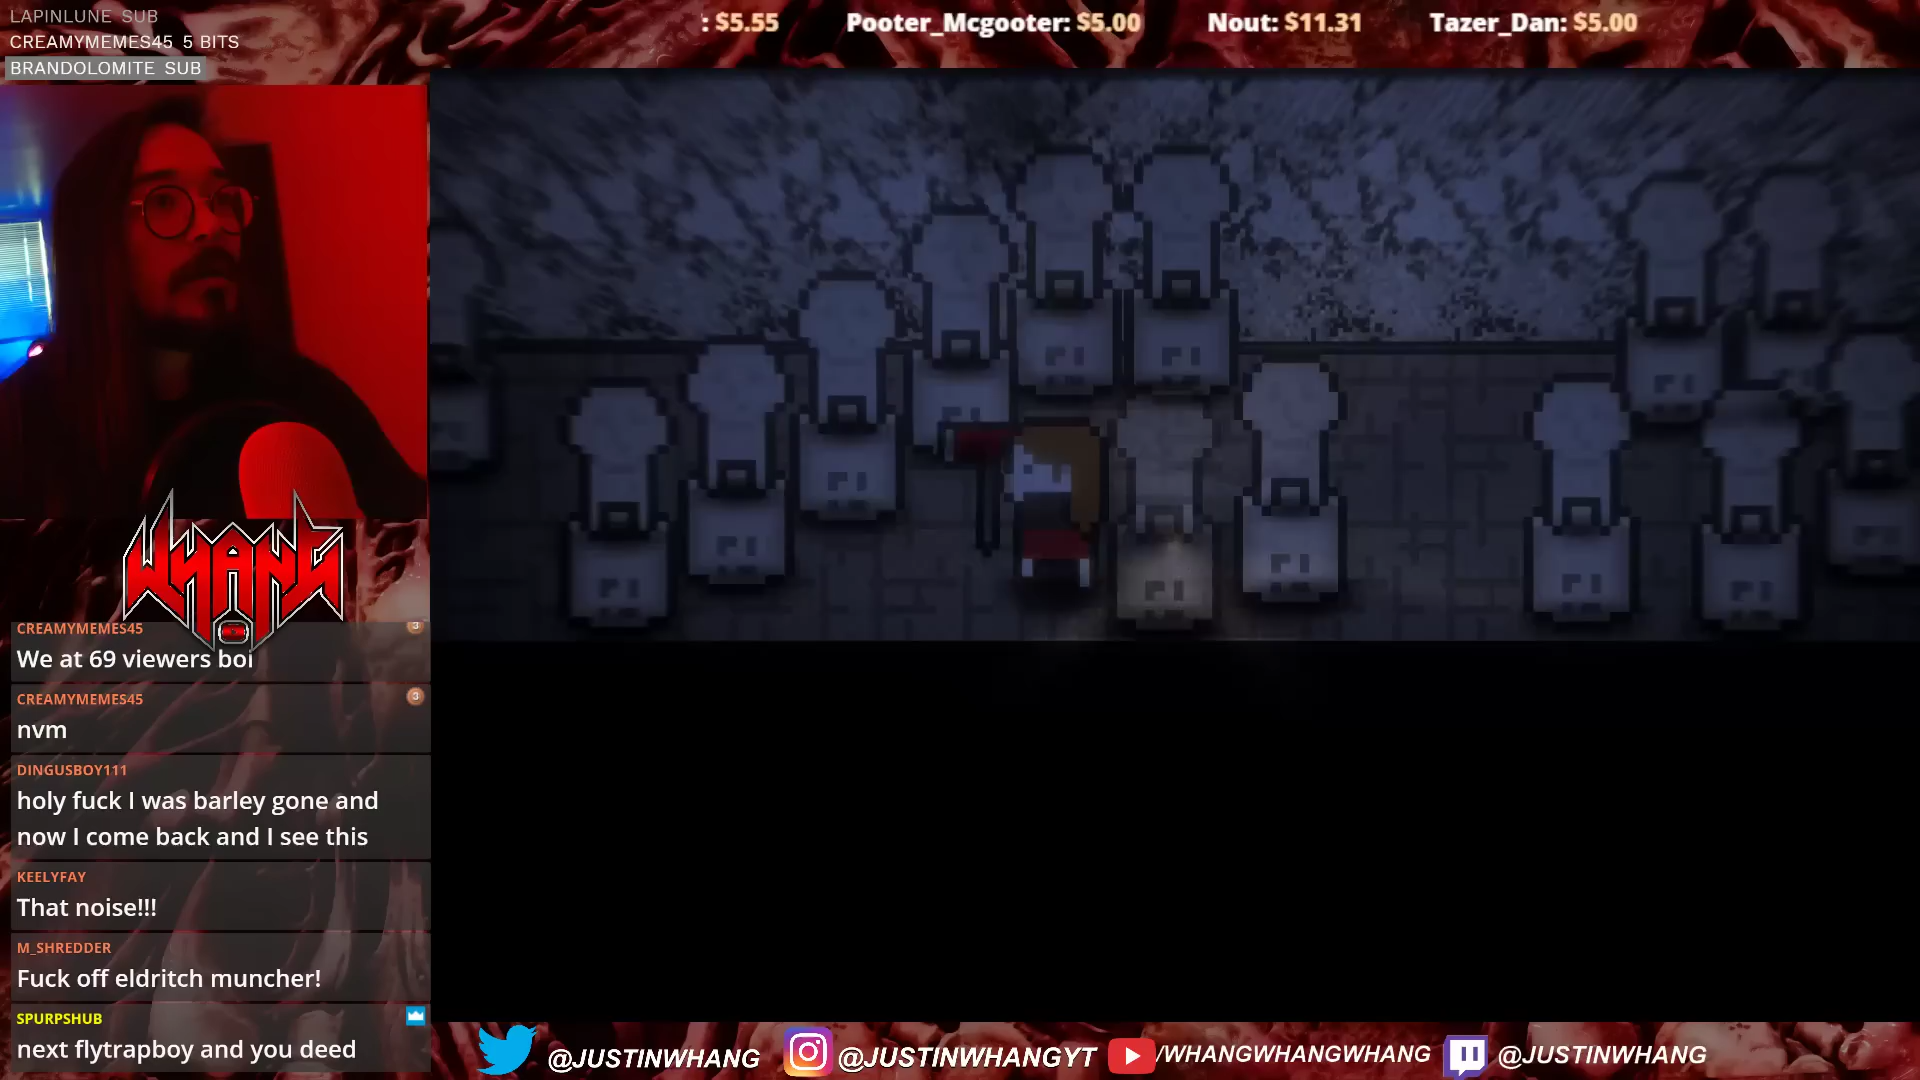 LAPINLUNE SUB
CREAMYMEMES45 5 BITS
BRANDOLOMITE SUB
: $5.55 Pooter_Mcgooter: $5.00 Nout: $11.31 Tazer_Dan: $5.00
WHANG
CREAMYMEMES45 3
We at 69 viewers boi
CREAMYMEMES45 3
nvm
DINGUSBOY111
holy fuck I was barley gone and
now I come back and I see this
KEELYFAY
That noise!!!
M_SHREDDER
Fuck off eldritch muncher!
SPURPSHUB
next flytrapboy and you deed
@JUSTINWHANG @JUSTINWHANGYT /WHANGWHANGWHANG @JUSTINWHANG